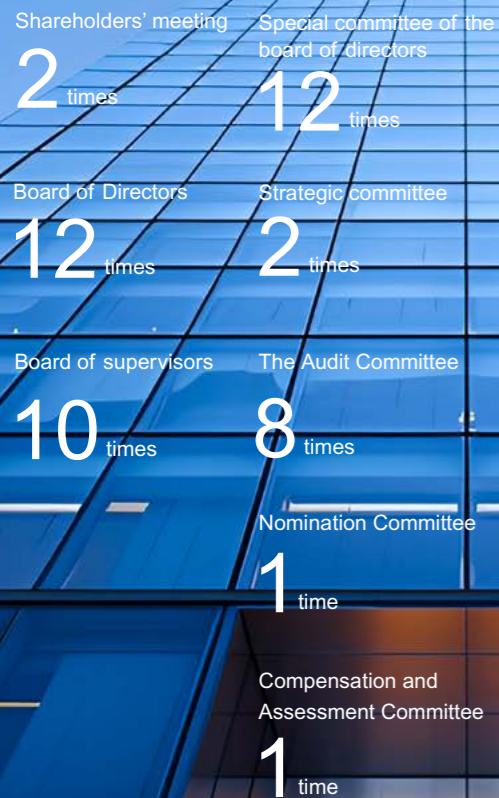 Shareholders’ meeting
2 times
Board of Directors
12 times
Board of supervisors
10 times
Special committee of the
board of directors
12 times
Strategic committee
2 times
The Audit Committee
8 times
Nomination Committee
1 time
Compensation and
Assessment Committee
1 time